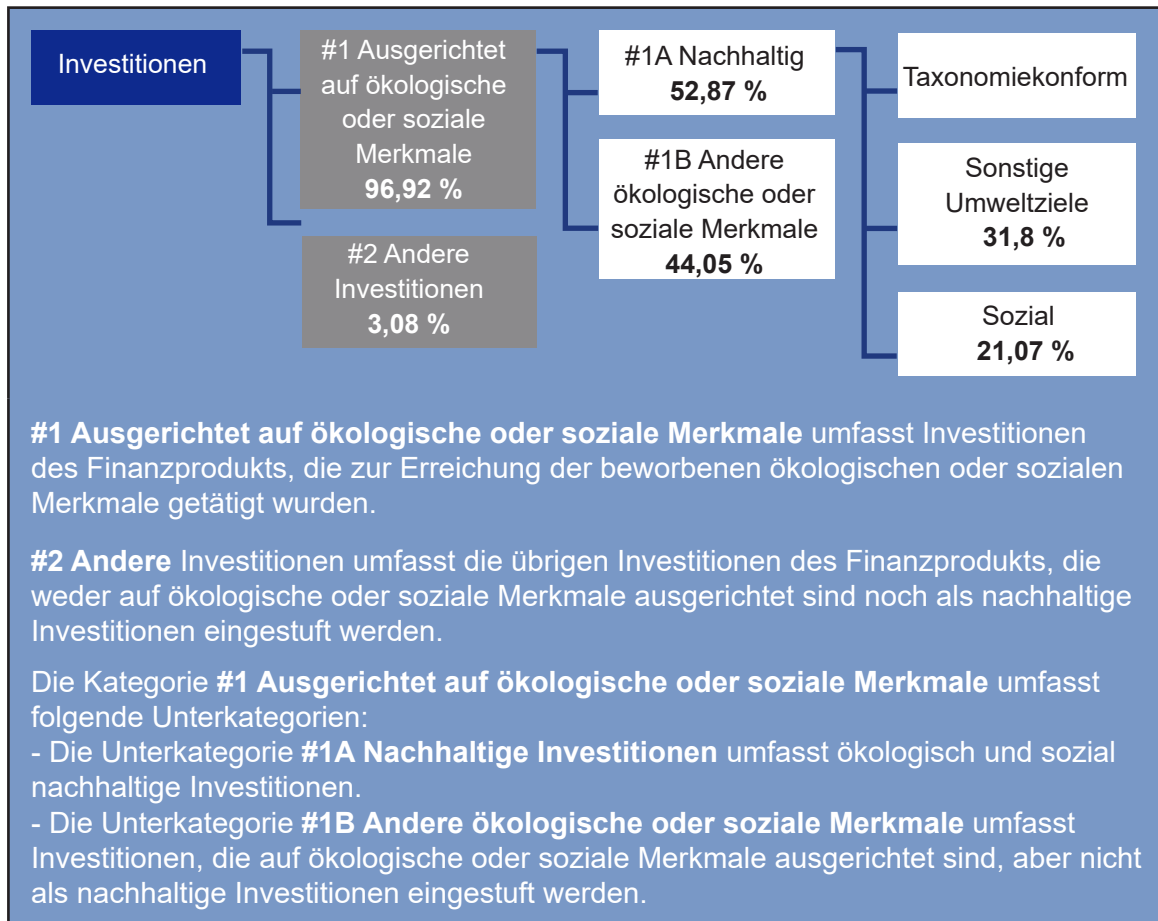 Investitionen
#1 Ausgerichtet
auf ökologische
oder soziale
Merkmale
96,92 %
#2 Andere
Investitionen
3,08 %
#1A Nachhaltig
52,87 %
#1B Andere
ökologische oder
soziale Merkmale
44,05 %
Taxonomiekonform
Sonstige
Umweltziele
31,8 %
Sozial
21,07 %
#1 Ausgerichtet auf ökologische oder soziale Merkmale umfasst Investitionen
des Finanzprodukts, die zur Erreichung der beworbenen ökologischen oder sozialen
Merkmale getätigt wurden.
#2 Andere Investitionen umfasst die übrigen Investitionen des Finanzprodukts, die
weder auf ökologische oder soziale Merkmale ausgerichtet sind noch als nachhaltige
Investitionen eingestuft werden.
Die Kategorie #1 Ausgerichtet auf ökologische oder soziale Merkmale umfasst
folgende Unterkategorien:
- Die Unterkategorie #1A Nachhaltige Investitionen umfasst ökologisch und sozial
nachhaltige Investitionen.
- Die Unterkategorie #1B Andere ökologische oder soziale Merkmale umfasst
Investitionen, die auf ökologische oder soziale Merkmale ausgerichtet sind, aber nicht
als nachhaltige Investitionen eingestuft werden.